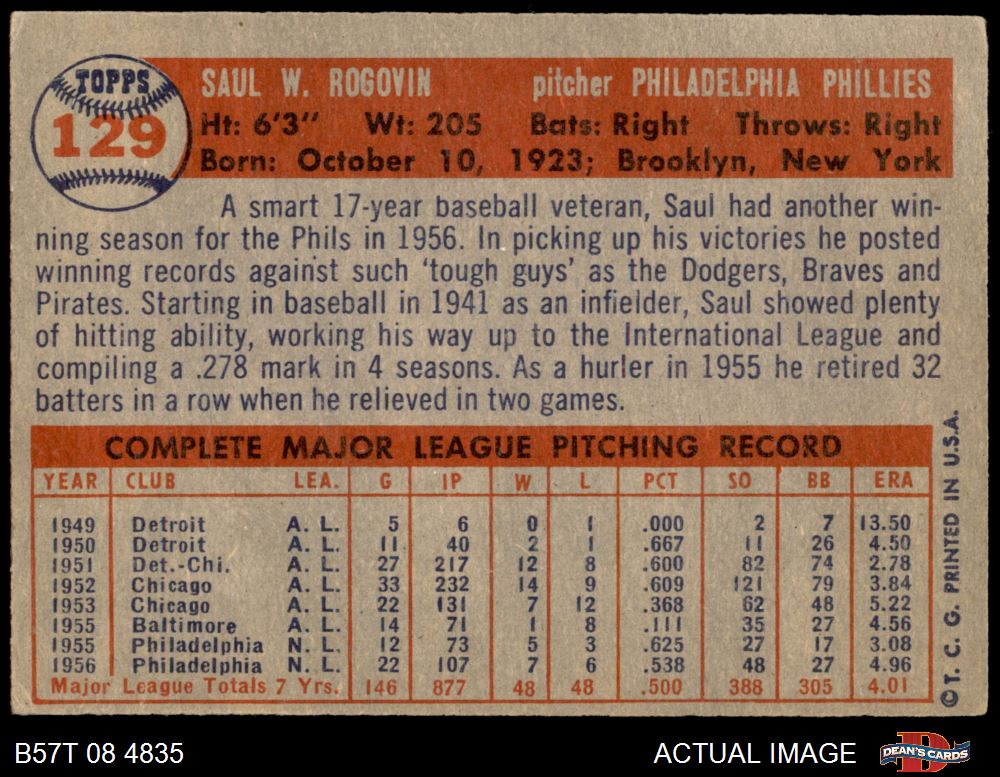 TOPPS
129
SAUL W. ROGOVIN pitcher PHILADELPHIA PHILLIES
Ht: 6'3" Wt: 205 Bats: Right Throws: Right
Born: October 10, 1923; Brooklyn, New York
A smart 17-year baseball veteran, Saul had another win-
ning season for the Phils in 1956. In picking up his victories he posted
winning records against such 'tough guys' as the Dodgers, Braves and
Pirates. Starting in baseball in 1941 as an infielder, Saul showed plenty
of hitting ability, working his way up to the International League and
compiling a .278 mark in 4 seasons. As a hurler in 1955 he retired 32
batters in a row when he relieved in two games.
COMPLETE MAJOR LEAGUE PITCHING RECORD
YEAR CLUB LEA. G IP W L PCT SO BB ERA
1949 Detroit A. L. 5 6 0 1 .000 2 7 13.50
1950 Detroit A. L. 11 40 2 1 .667 11 26 4.50
1951 Det.-Chi. A. L. 27 217 12 8 .600 82 74 2.78
1952 Chicago A. L. 33 232 14 9 .609 121 79 3.84
1953 Chicago A. L. 22 131 7 12 .368 62 48 5.22
1955 Baltimore A. L. 14 71 1 8 .111 35 27 4.56
1955 Philadelphia N. L. 12 73 5 3 .625 27 17 3.08
1956 Philadelphia N. L. 22 107 7 6 .538 48 27 4.96
Major League Totals 7 Yrs. 146 877 48 48 .500 388 305 4.01
© T. C. G. PRINTED IN U.S.A.
B57T 08 4835 ACTUAL IMAGE
DEAN'S CARDS